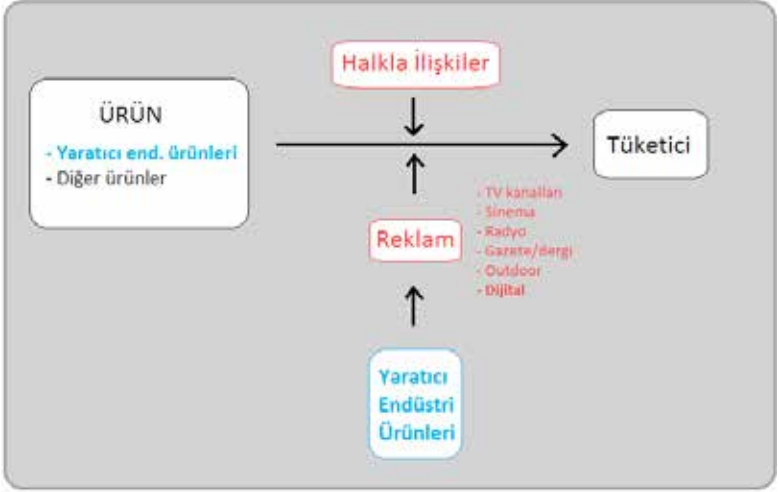 Halkla İlişkiler
ÜRÜN
- Yaratıcı end. ürünleri
- Diğer ürünler
Tüketici
Reklam
- TV kanalları
- Sinema
- Radyo
- Gazete/dergi
- Outdoor
- Dijital
Yaratıcı
Endüstri
Ürünleri